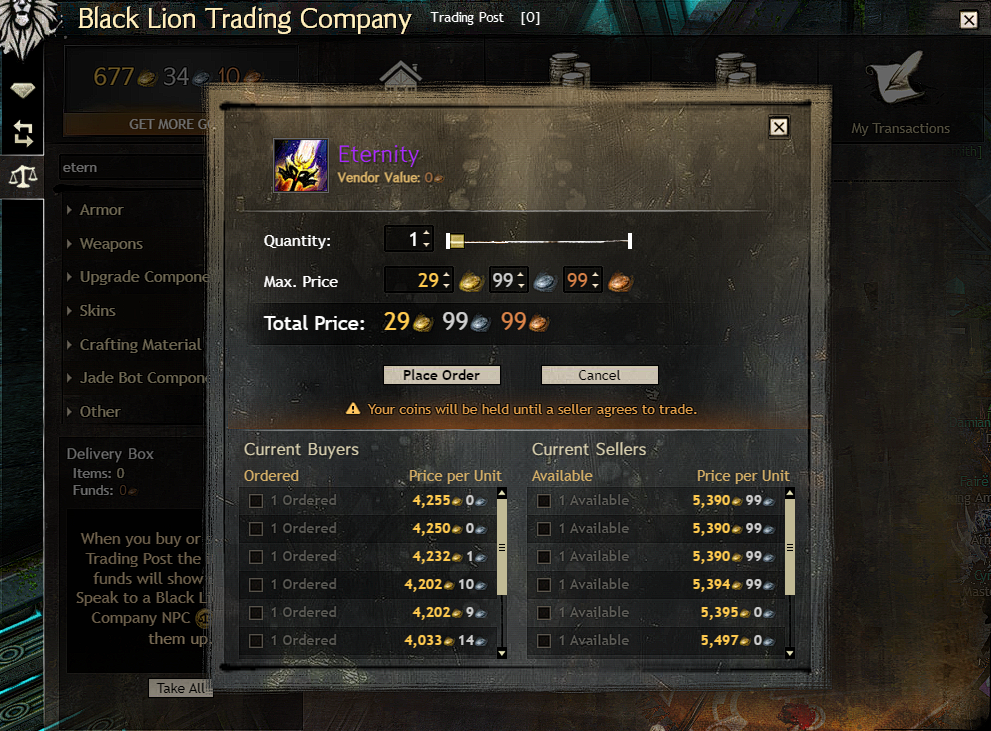 Black Lion Trading Company Trading Post [0]
677 34 10
GET MORE GO
My Transactions
etern
Armor
Weapons
Upgrade Compone
Skins
Crafting Material
Jade Bot Compon
Other
Delivery Box
Items: 0
Funds: 0
When you buy or s
Trading Post the
funds will show
Speak to a Black L
Company NPC
them up.
Take All
Eternity
Vendor Value: 0
Quantity: 1
Max. Price 29 99 99
Total Price: 29 99 99
Place Order Cancel
Your coins will be held until a seller agrees to trade.
Current Buyers
Ordered Price per Unit
1 Ordered 4,255 0
1 Ordered 4,250 0
1 Ordered 4,232 1
1 Ordered 4,202 10
1 Ordered 4,202 9
1 Ordered 4,033 14
Current Sellers
Available Price per Unit
1 Available 5,390 99
1 Available 5,390 99
1 Available 5,390 99
1 Available 5,394 99
1 Available 5,395 0
1 Available 5,497 0